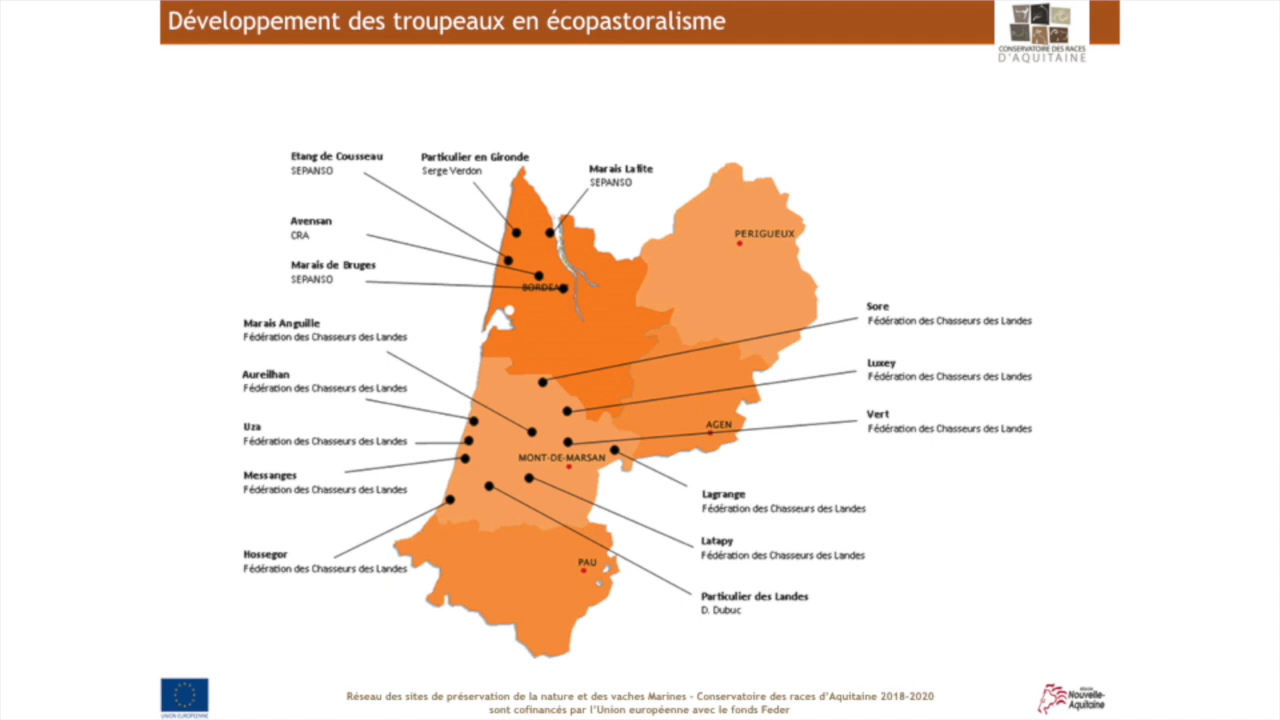 Développement des troupeaux en écopastoralisme
CONSERVATOIRE DES RACES
D'AQUITAINE
Etang de Cousseau
SEPANSO
Particulier en Gironde
Serge Verdon
Marais Lafite
SEPANSO
Avensan
CRA
Marais de Bruges
SEPANSO
PERIGUEUX
BORDEA
Marais Anguille
Fédération des Chasseurs des Landes
Sore
Fédération des Chasseurs des Landes
Aureilhan
Fédération des Chasseurs des Landes
Luxey
Fédération des Chasseurs des Landes
Uza
Fédération des Chasseurs des Landes
Vert
Fédération des Chasseurs des Landes
AGEN
MONT-DE-MARSAN
Messanges
Fédération des Chasseurs des Landes
Lagrange
Fédération des Chasseurs des Landes
Latapy
Fédération des Chasseurs des Landes
Hossegor
Fédération des Chasseurs des Landes
PAU
Particulier des Landes
D. Dubuc
UNION EUROPÉENNE
Réseau des sites de préservation de la nature et des vaches Marines - Conservatoire des races d'Aquitaine 2018-2020
sont cofinancés par l'Union européenne avec le fonds Feder
RÉGION
Nouvelle-
Aquitaine